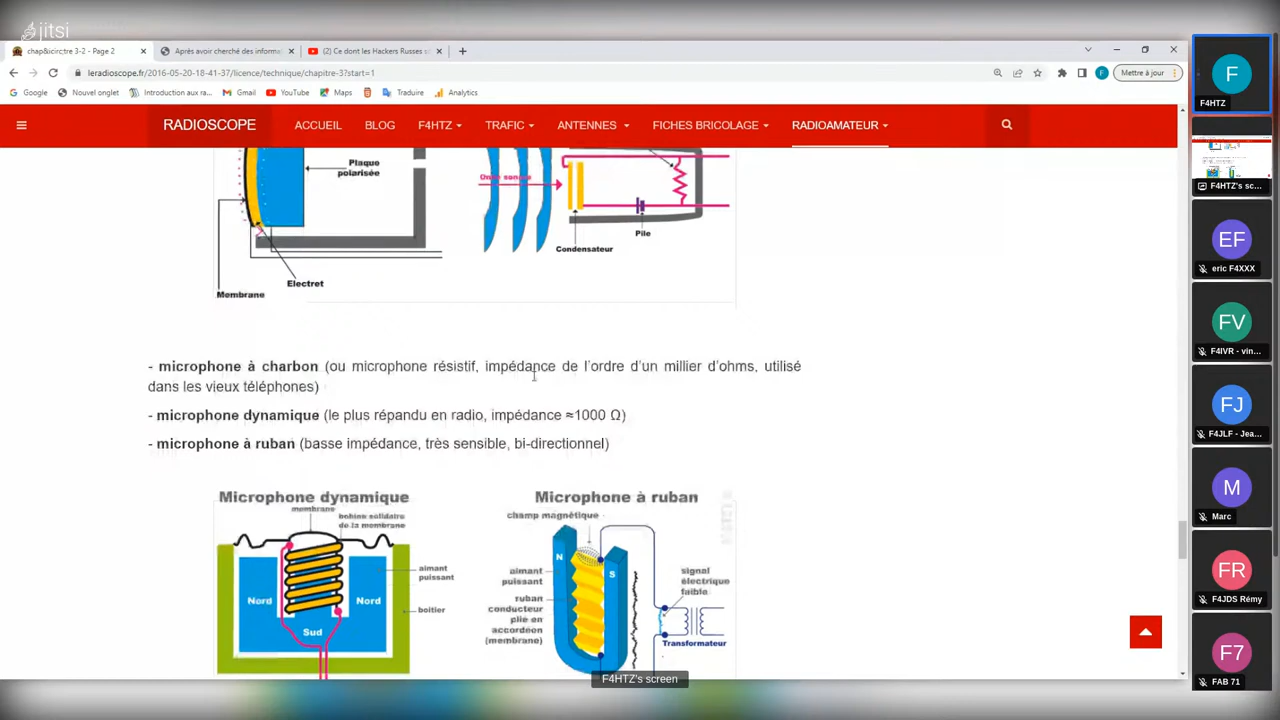 jitsi
chap&icirc;tre 3-2 - Page 2
Après avoir cherché des informa
(2) Ce dont les Hackers Russes s
leradioscope.fr/2016-05-20-18-41-37/licence/technique/chapitre-3?start=1
F
Mettre à jour
Google
Nouvel onglet
Introduction aux ra...
Gmail
YouTube
Maps
Traduire
Analytics
RADIOSCOPE
ACCUEIL
BLOG
F4HTZ
TRAFIC
ANTENNES
FICHES BRICOLAGE
RADIOAMATEUR
Plaque
polarisée
Electret
Membrane
Pile
Condensateur
- microphone à charbon (ou microphone résistif, impédance de l'ordre d'un millier d'ohms, utilisé
dans les vieux téléphones)
- microphone dynamique (le plus répandu en radio, impédance ≈1000 Ω)
- microphone à ruban (basse impédance, très sensible, bi-directionnel)
Microphone dynamique
membrane
bobine solidaire
de la membrane
aimant
puissant
boitier
Nord
Nord
Sud
Microphone à ruban
champ magnétique
N
S
aimant
puissant
ruban
conducteur
plié en
accordéon
(membrane)
signal
électrique
faible
Transformateur
F4HTZ's screen
F
F4HTZ
F4HTZ's sc...
EF
eric F4XXX
FV
F4IVR - vin...
FJ
F4JLF - Jea...
M
Marc
FR
F4JDS Rémy
F7
FAB 71